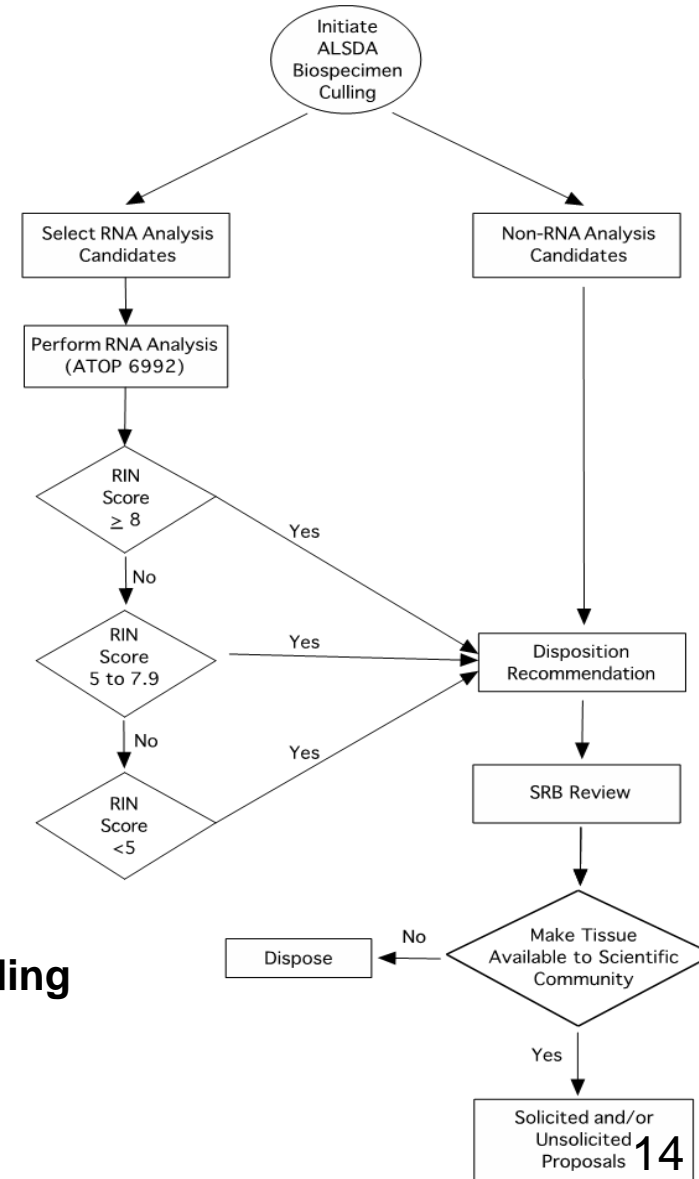 Initiate
ALSDA
Biospecimen
Culling
Select RNA Analysis
Candidates
Non-RNA Analysis
Candidates
Perform RNA Analysis
(ATOP 6992)
RIN
Score
≥ 8
Yes
No
RIN
Score
5 to 7.9
Yes
No
RIN
Score
<5
Yes
Disposition
Recommendation
SRB Review
Make Tissue
Available to Scientific
Community
No
Dispose
Yes
Solicited and/or
Unsolicited
Proposals
ling
14